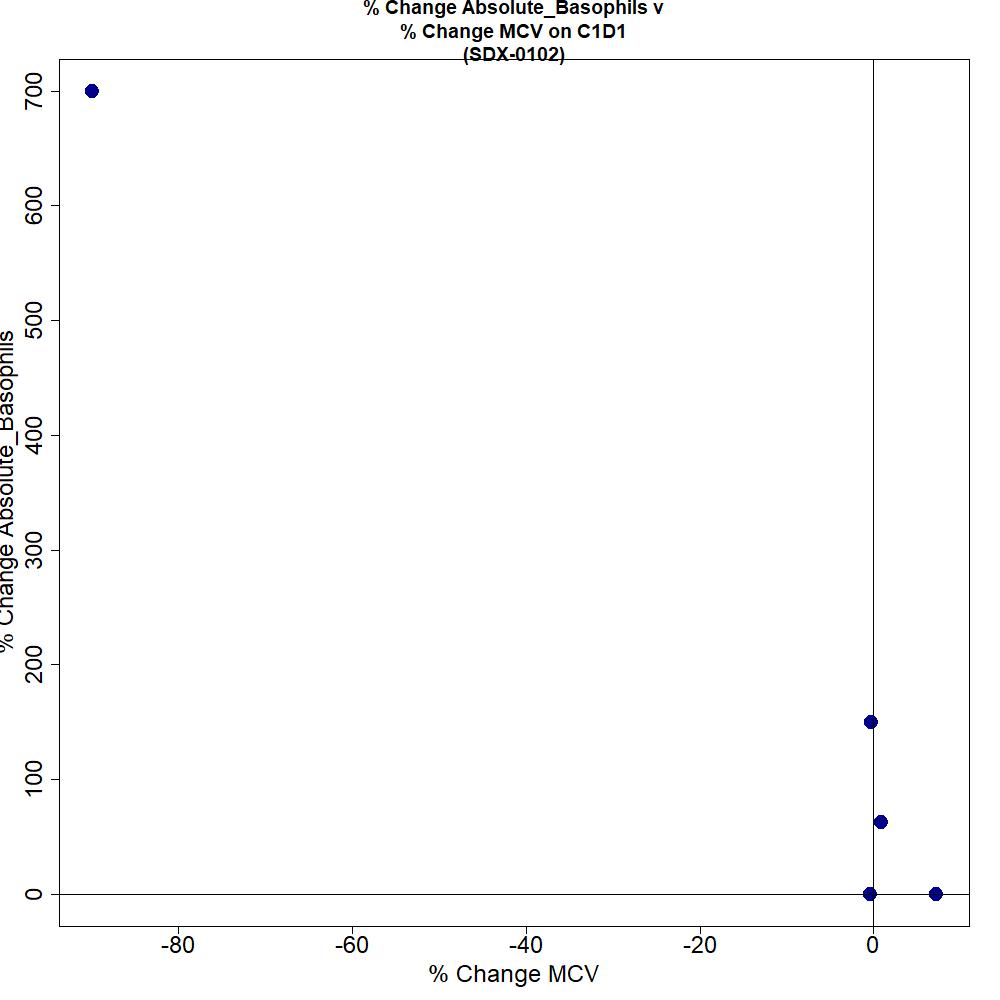 % Change Absolute_Basophils v
% Change MCV on C1D1
(SDX-0102)
% Change Absolute_Basophils
700
600
500
400
300
200
100
0
-80
-60
-40
-20
0
% Change MCV